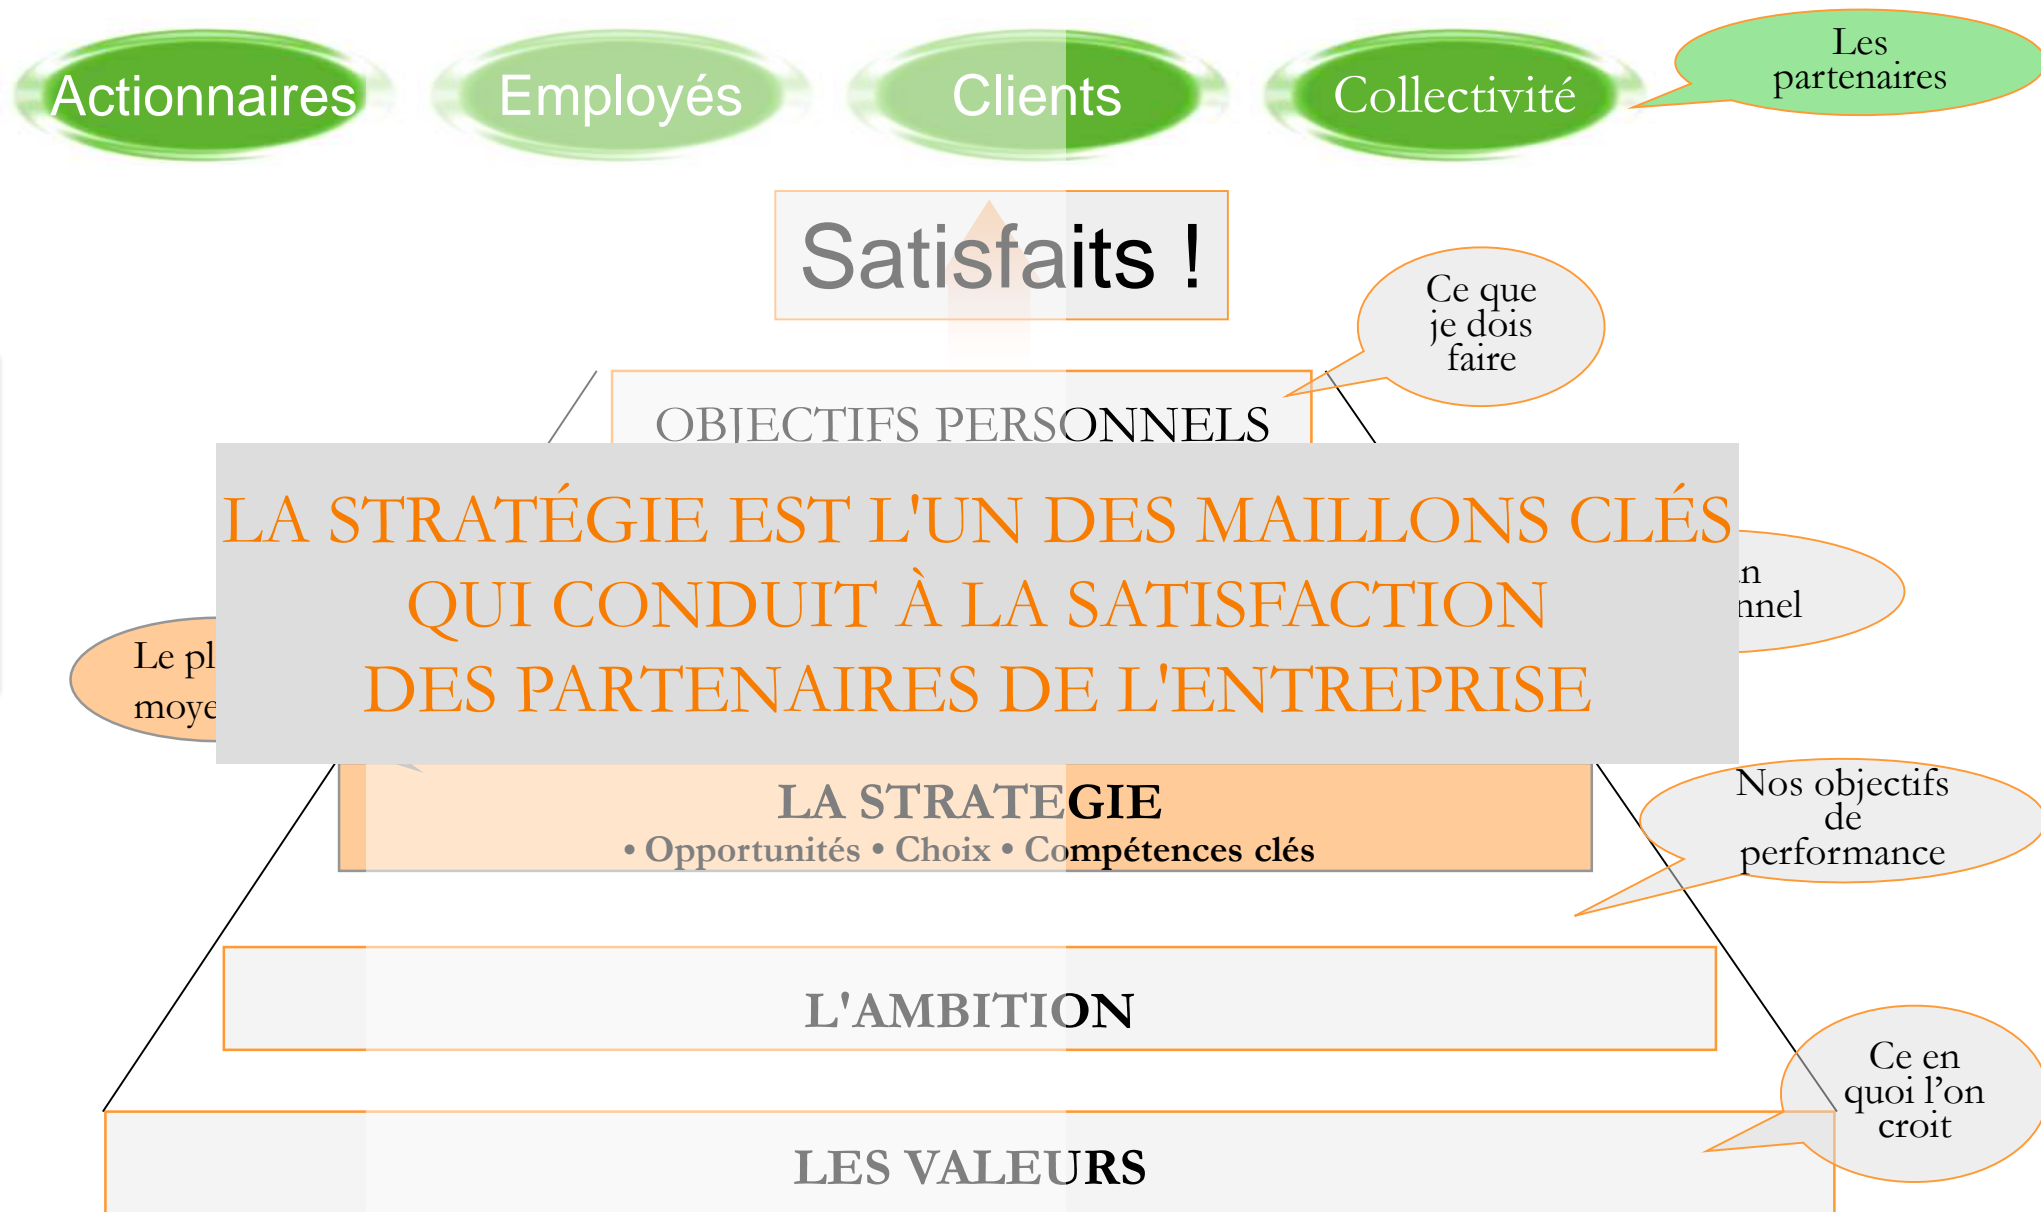 Actionnaires
Employés
Clients
Collectivité
Les
partenaires
Satisfaits !
Ce que
je dois
faire
OBJECTIFS PERSONNELS
LA STRATÉGIE EST L'UN DES MAILLONS CLÉS
QUI CONDUIT À LA SATISFACTION
DES PARTENAIRES DE L'ENTREPRISE
Le
LA STRATEGIE
• Opportunités • Choix • Compétences clés
Nos objectifs
de
performance
L'AMBITION
Ce en
quoi l’on
croit
LES VALEURS